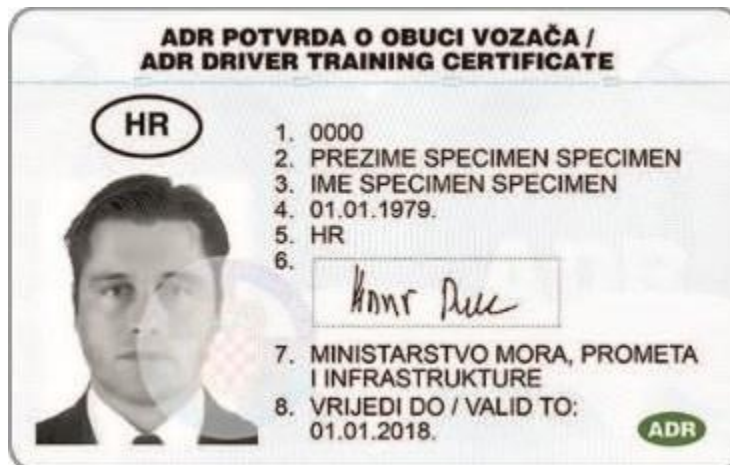 ADR POTVRDA O OBUCI VOZAČA /
ADR DRIVER TRAINING CERTIFICATE
HR
1. 0000
2. PREZIME SPECIMEN SPECIMEN
3. IME SPECIMEN SPECIMEN
4. 01.01.1979.
5. HR
6.
7. MINISTARSTVO MORA, PROMETA
I INFRASTRUKTURE
8. VRIJEDI DO / VALID TO:
01.01.2018.
ADR